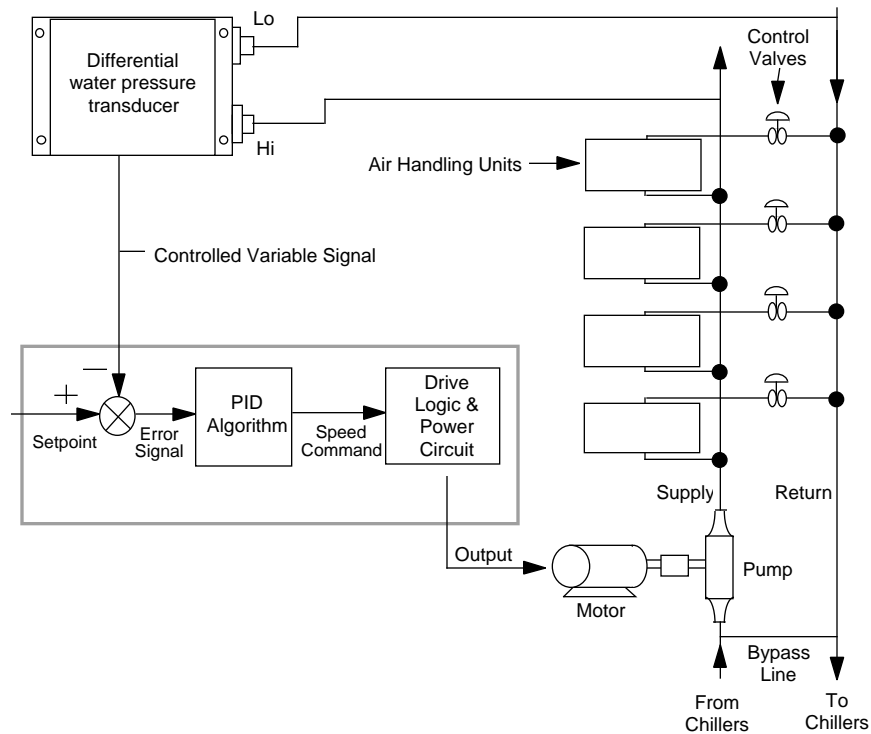 Lo
Differential
water pressure
transducer
Hi
Control
Valves
Air Handling Units
Controlled Variable Signal
−
+
Setpoint
Error
Signal
PID
Algorithm
Speed
Command
Drive
Logic &
Power
Circuit
Supply
Return
Output
Motor
Pump
Bypass
Line
From
Chillers
To
Chillers